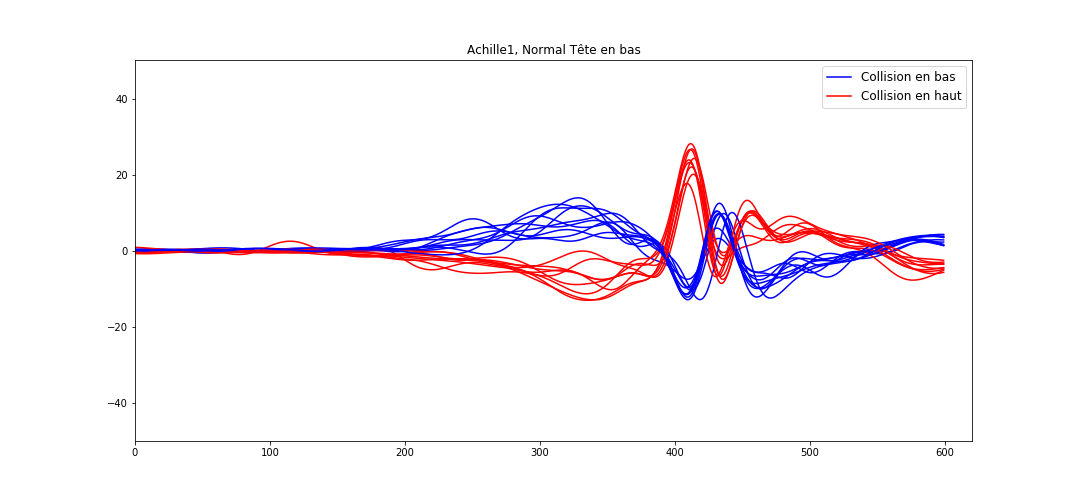 Achille1, Normal Tête en bas
Collision en bas
Collision en haut
40
20
0
−20
−40
0 100 200 300 400 500 600